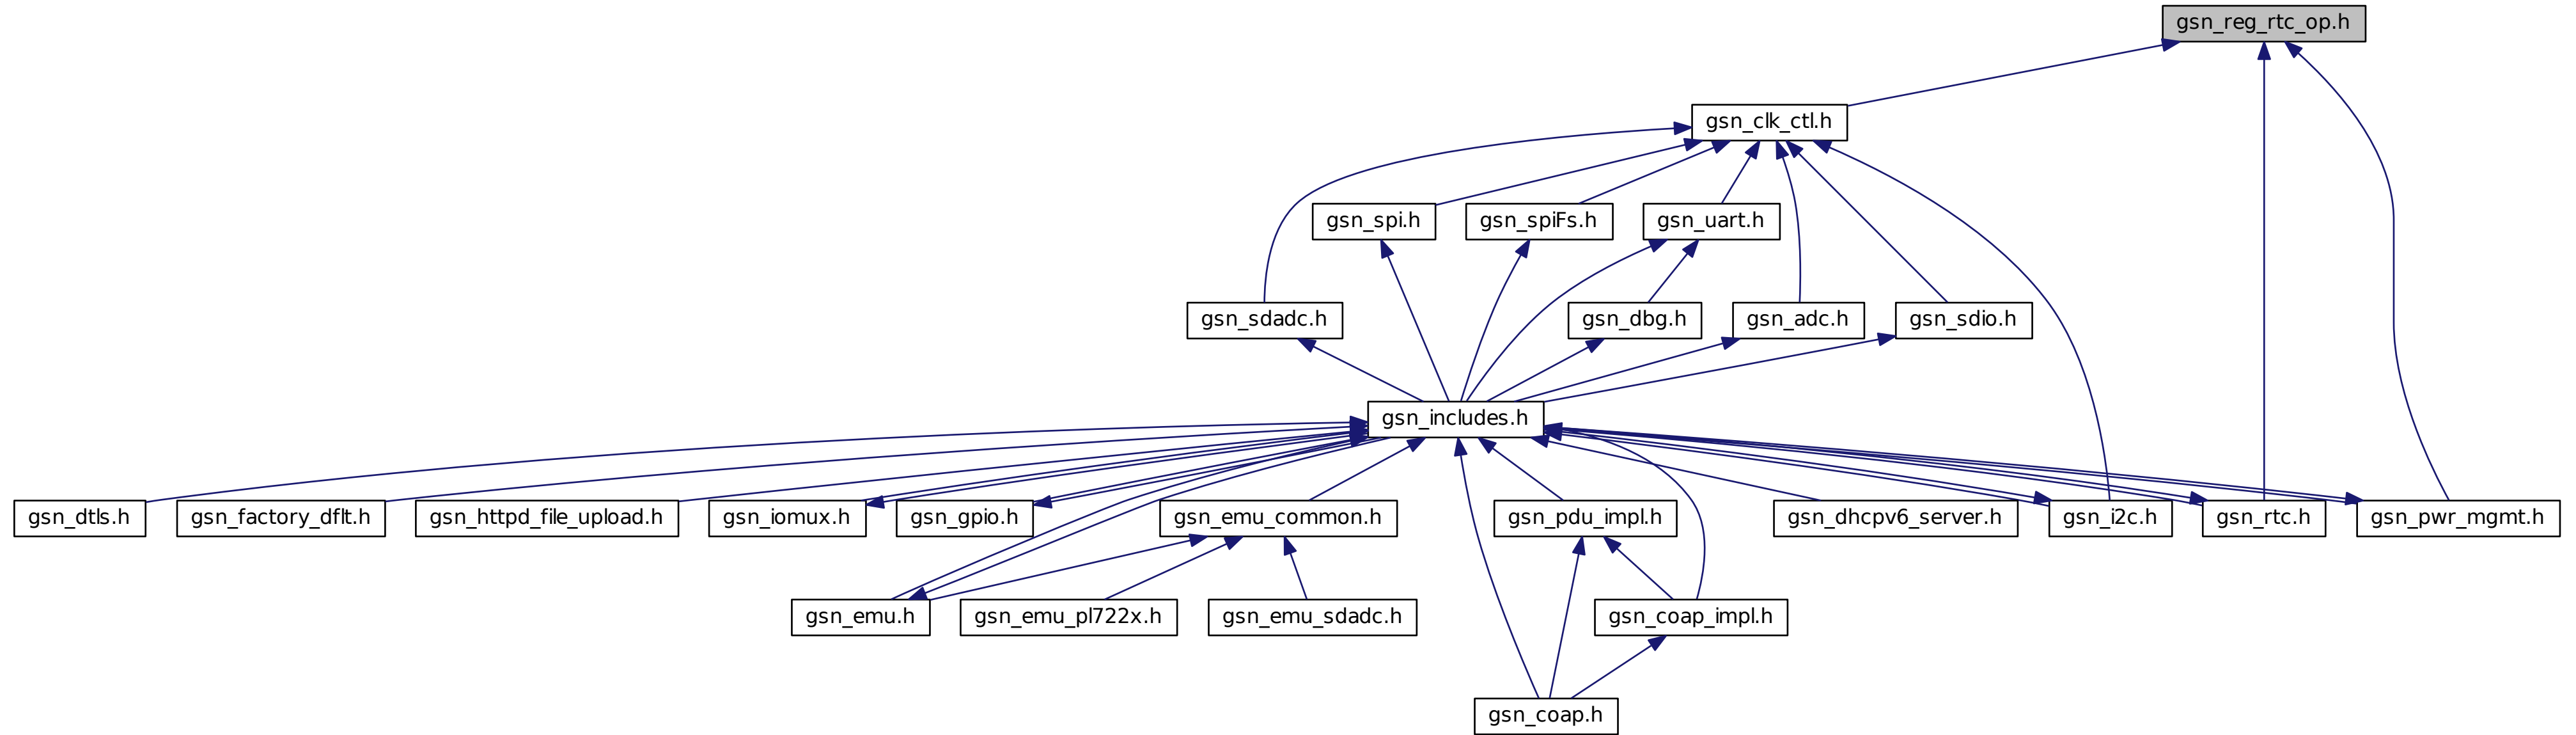 gsn_reg_rtc_op.h
gsn_clk_ctl.h
gsn_spi.h
gsn_spiFs.h
gsn_uart.h
gsn_sdadc.h
gsn_dbg.h
gsn_adc.h
gsn_sdio.h
gsn_includes.h
gsn_dtls.h
gsn_factory_dflt.h
gsn_httpd_file_upload.h
gsn_iomux.h
gsn_gpio.h
gsn_emu_common.h
gsn_pdu_impl.h
gsn_dhcpv6_server.h
gsn_i2c.h
gsn_rtc.h
gsn_pwr_mgmt.h
gsn_emu.h
gsn_emu_pl722x.h
gsn_emu_sdadc.h
gsn_coap_impl.h
gsn_coap.h